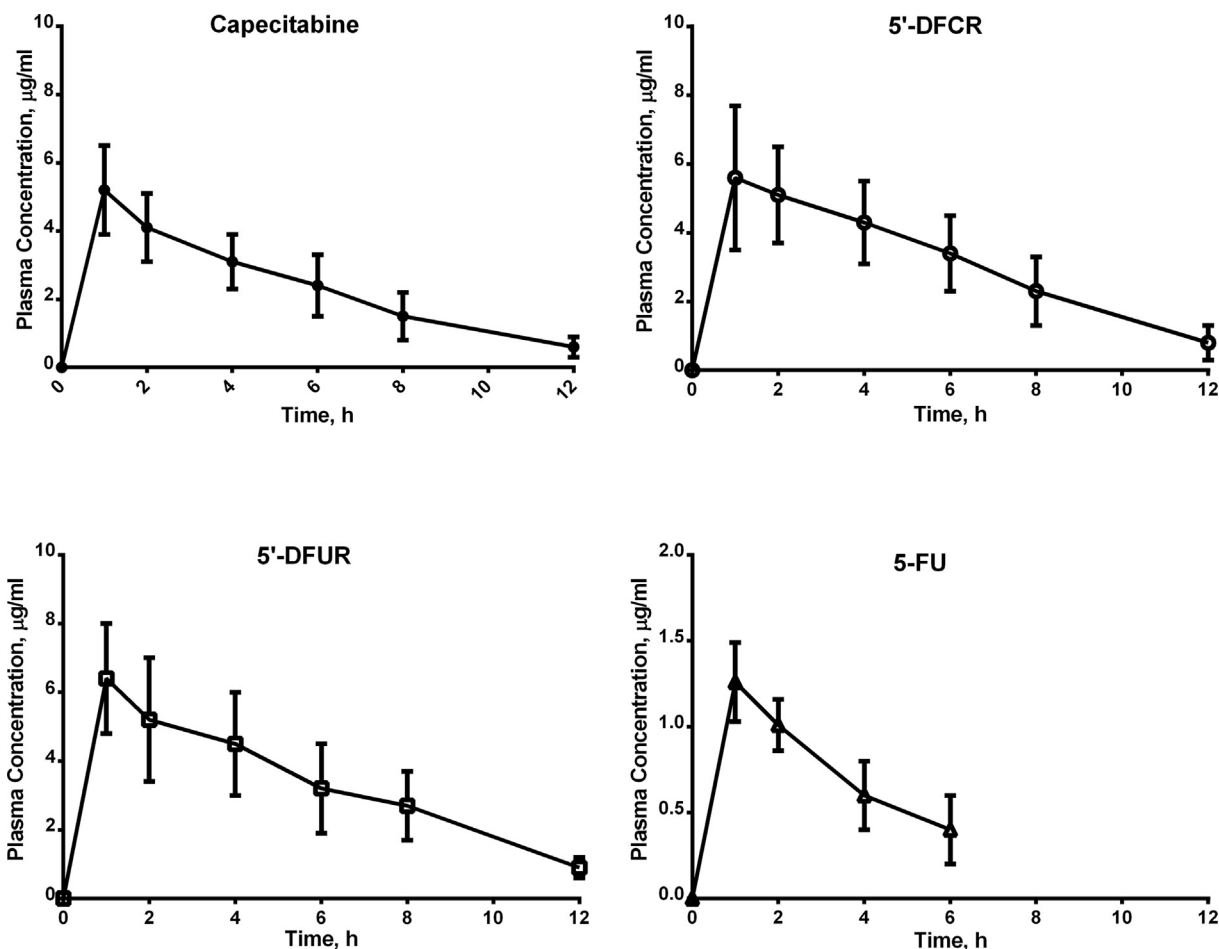 Capecitabine
Plasma Concentration, µg/ml
10
8
6
4
2
0
0 2 4 6 8 10 12
Time, h
5'-DFCR
Plasma Concentration, µg/ml
10
8
6
4
2
0
0 2 4 6 8 10 12
Time, h
5'-DFUR
Plasma Concentration, µg/ml
10
8
6
4
2
0
0 2 4 6 8 10 12
Time, h
5-FU
Plasma Concentration, µg/ml
2.0
1.5
1.0
0.5
0.0
0 2 4 6 8 10 12
Time, h